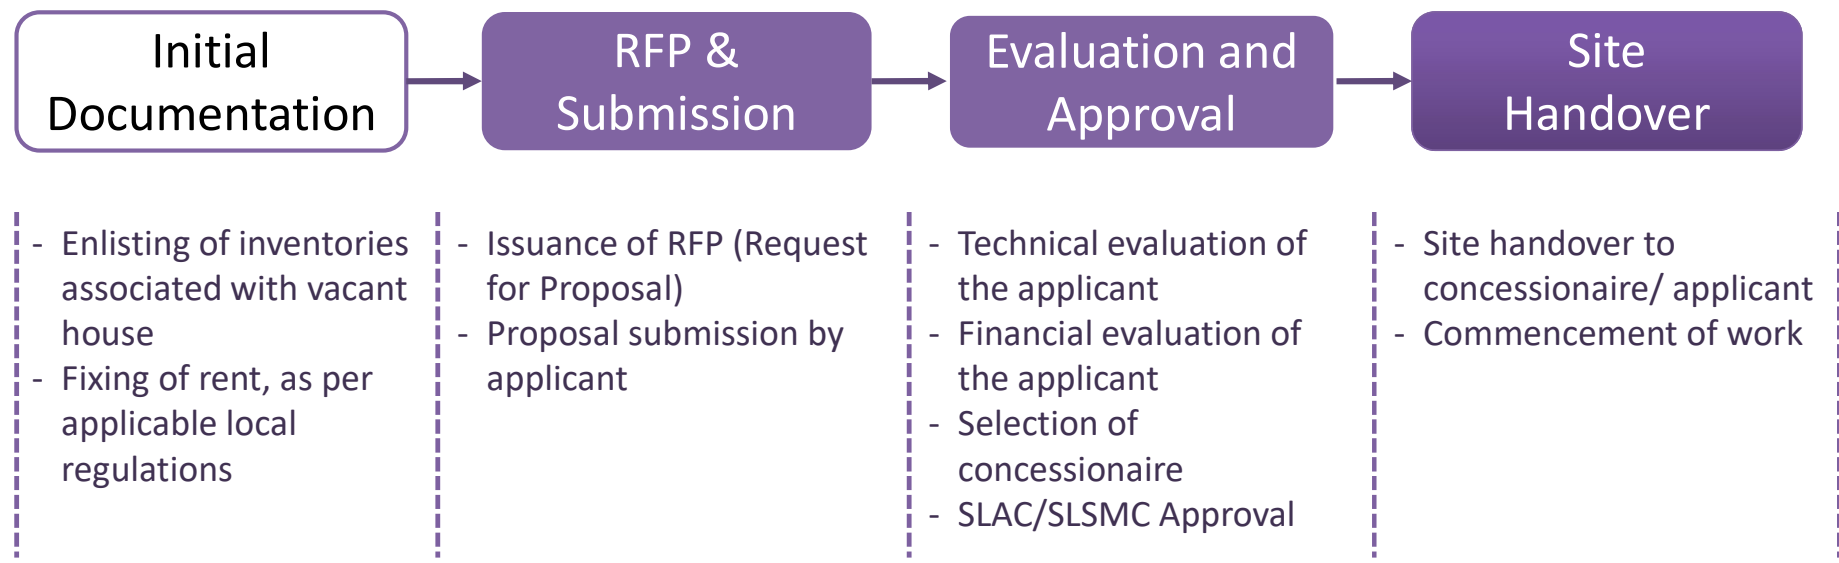 Initial
Documentation
RFP &
Submission
Evaluation and
Approval
Site
Handover
- Enlisting of inventories
associated with vacant
house
- Fixing of rent, as per
applicable local
regulations
- Issuance of RFP (Request
for Proposal)
- Proposal submission by
applicant
- Technical evaluation of
the applicant
- Financial evaluation of
the applicant
- Selection of
concessionaire
- SLAC/SLSMC Approval
- Site handover to
concessionaire/ applicant
- Commencement of work